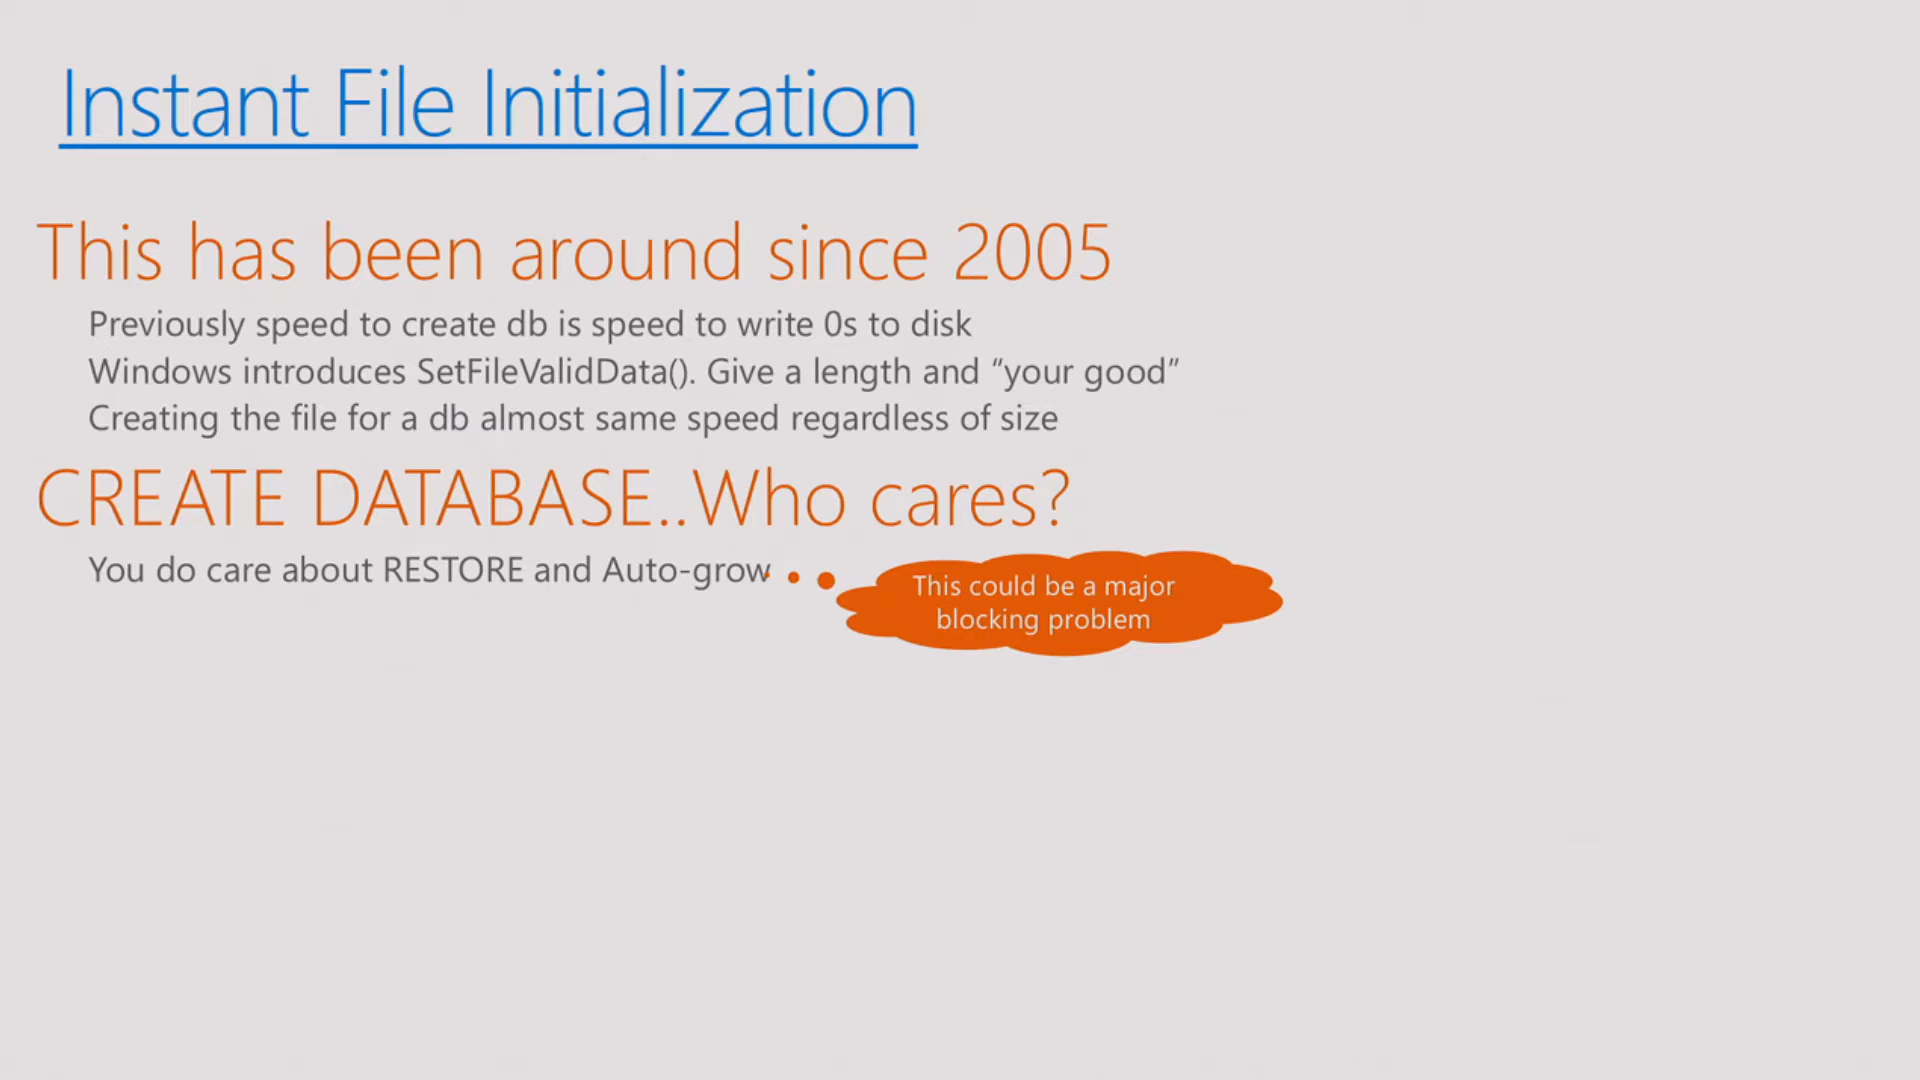 Instant File Initialization
This has been around since 2005
Previously speed to create db is speed to write 0s to disk
Windows introduces SetFileValidData(). Give a length and “your good”
Creating the file for a db almost same speed regardless of size
CREATE DATABASE..Who cares?
You do care about RESTORE and Auto-grow
This could be a major
blocking problem